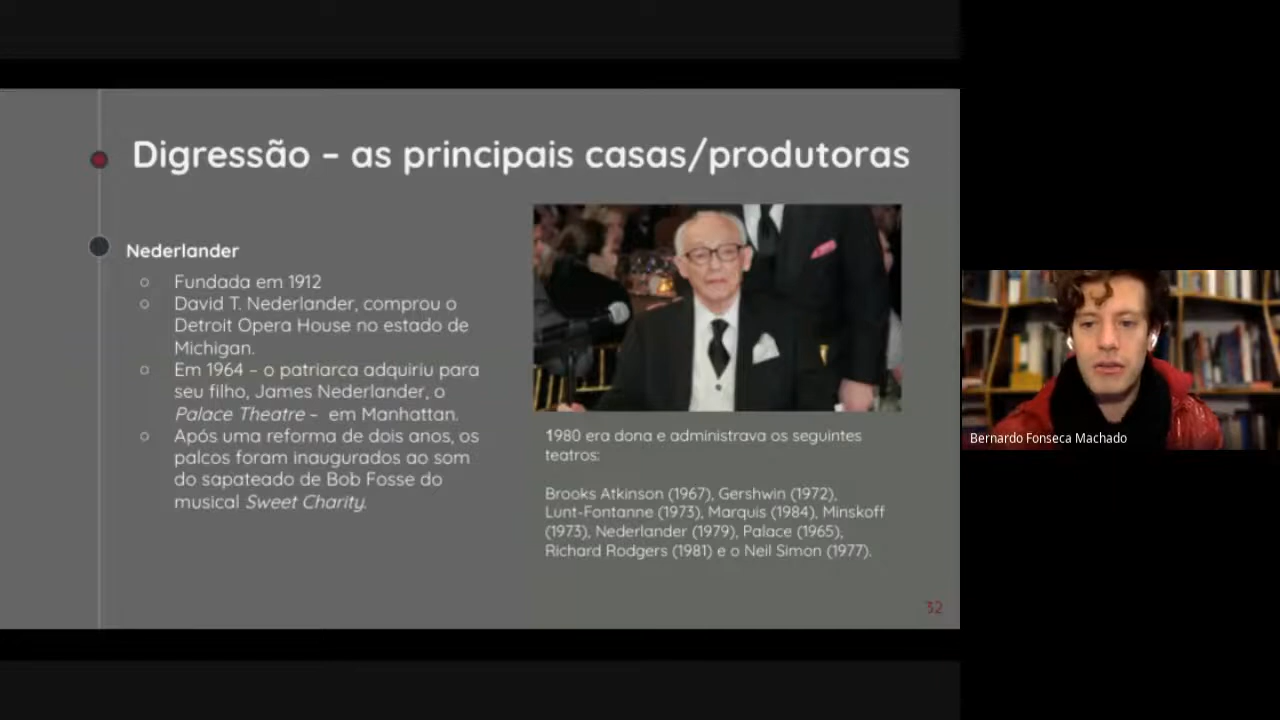 Digressão – as principais casas/produtoras
Nederlander
Fundada em 1912
David T. Nederlander, comprou o
Detroit Opera House no estado de
Michigan.
Em 1964 – o patriarca adquiriu para
seu filho, James Nederlander, o
Palace Theatre – em Manhattan.
Após uma reforma de dois anos, os
palcos foram inaugurados ao som
do sapateado de Bob Fosse do
musical Sweet Charity.
1980 era dona e administrava os seguintes
teatros:
Brooks Atkinson (1967), Gershwin (1972),
Lunt-Fontanne (1973), Marquis (1984), Minskoff
(1973), Nederlander (1979), Palace (1965),
Richard Rodgers (1981) e o Neil Simon (1977).
32
Bernardo Fonseca Machado